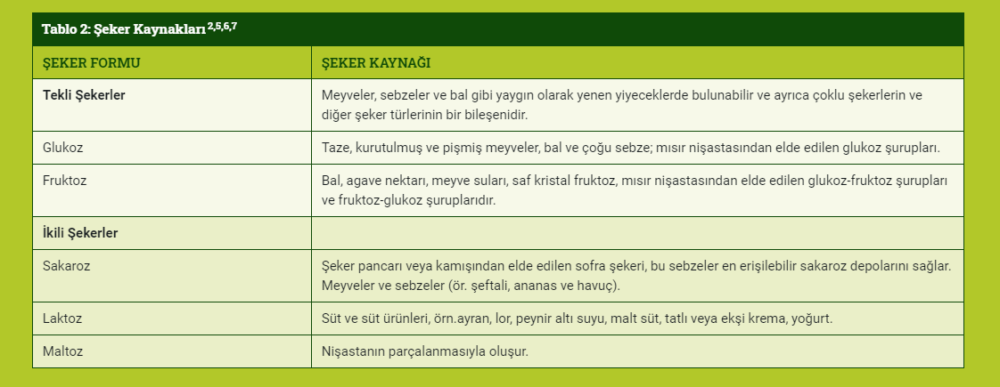 Tablo 2: Şeker Kaynakları 2,5,6,7
ŞEKER FORMU
ŞEKER KAYNAĞI
Tekli Şekerler
Meyveler, sebzeler ve bal gibi yaygın olarak yenen yiyeceklerde bulunabilir ve ayrıca çoklu şekerlerin ve
diğer şeker türlerinin bir bileşenidir.
Glukoz
Taze, kurutulmuş ve pişmiş meyveler, bal ve çoğu sebze; mısır nişastasından elde edilen glukoz şurupları.
Fruktoz
Bal, agave nektarı, meyve suları, saf kristal fruktoz, mısır nişastasından elde edilen glukoz-fruktoz şurupları
ve fruktoz-glukoz şuruplarıdır.
İkili Şekerler
Sakaroz
Şeker pancarı veya kamışından elde edilen sofra şekeri, bu sebzeler en erişilebilir sakaroz depolarını sağlar.
Meyveler ve sebzeler (ör. şeftali, ananas ve havuç).
Laktoz
Süt ve süt ürünleri, örn.ayran, lor, peynir altı suyu, malt süt, tatlı veya ekşi krema, yoğurt.
Maltoz
Nişastanın parçalanmasıyla oluşur.